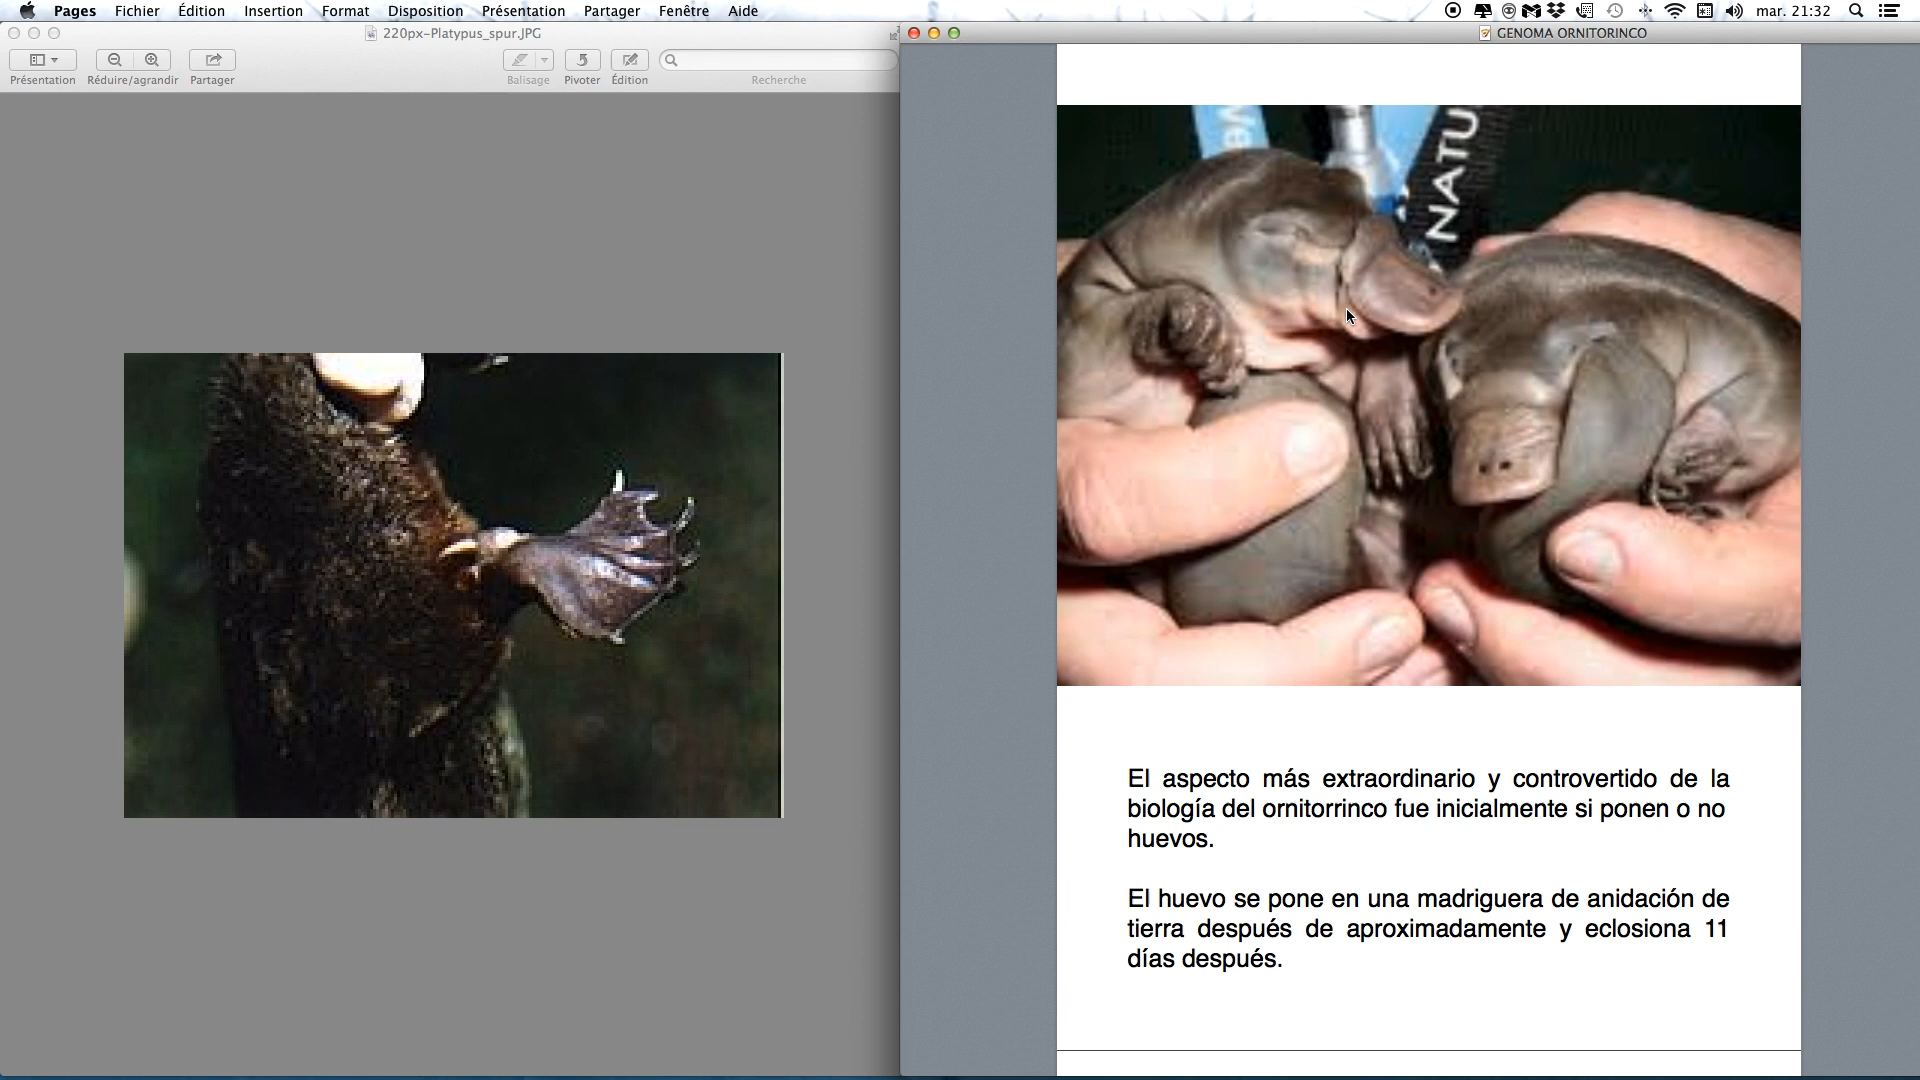 Pages Fichier Édition Insertion Format Disposition Présentation Partager Fenêtre Aide
mar. 21:32
220px-Platypus_spur.JPG
Présentation Réduire/agrandir Partager
Balisage Pivoter Édition Recherche
GENOMA ORNITORINCO
We
NATU
El aspecto más extraordinario y controvertido de la
biología del ornitorrinco fue inicialmente si ponen o no
huevos.
El huevo se pone en una madriguera de anidación de
tierra después de aproximadamente y eclosiona 11
días después.